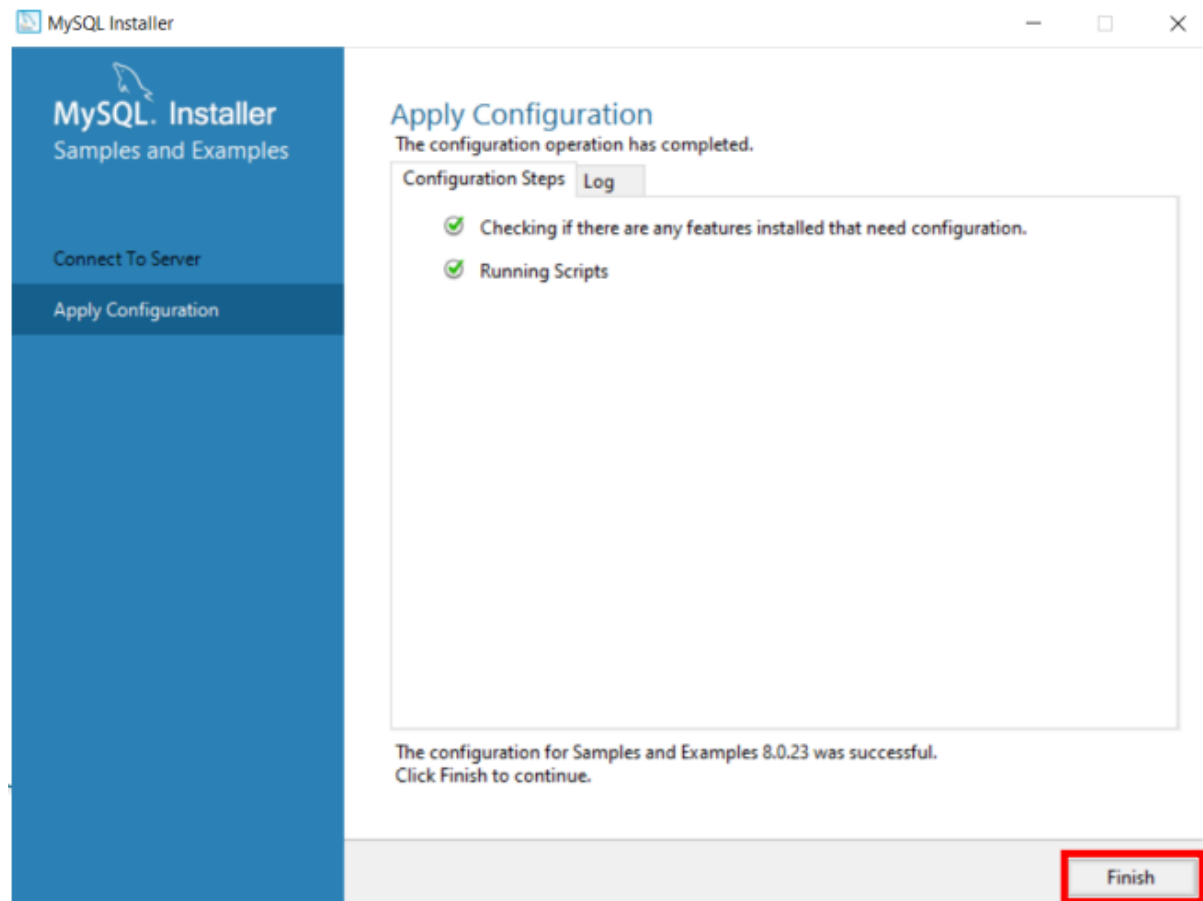 MySQL Installer
MySQL. Installer
Samples and Examples
Connect To Server
Apply Configuration
Apply Configuration
The configuration operation has completed.
Configuration Steps
Log
Checking if there are any features installed that need configuration.
Running Scripts
The configuration for Samples and Examples 8.0.23 was successful.
Click Finish to continue.
Finish